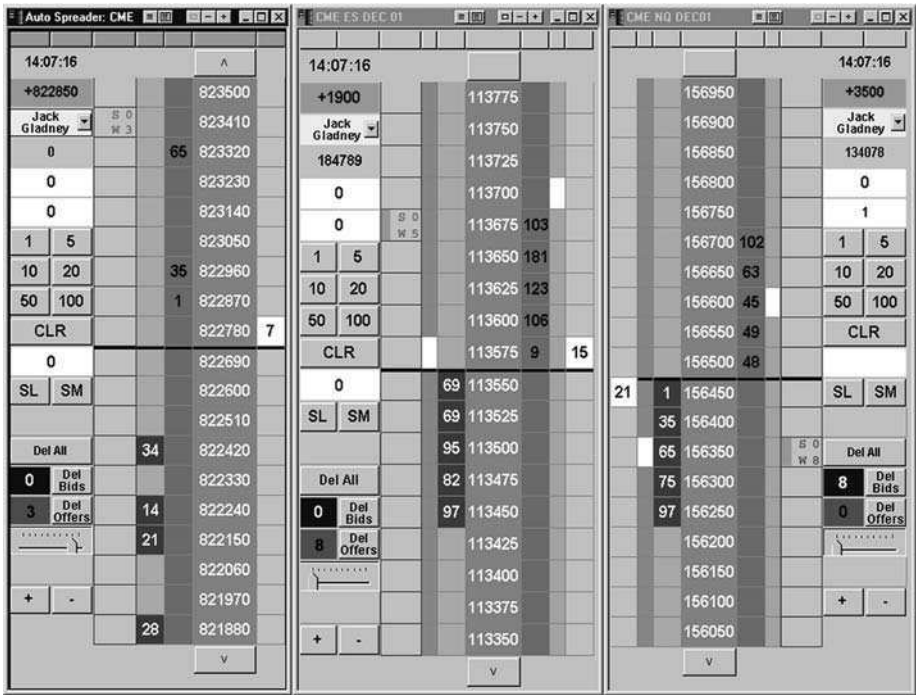 Auto Spreader: CME
14:07:16
^
+822850
823500
Jack
Gladney
S 0
W 3
823410
0
65 823320
0
823230
0
823140
1 5
823050
10 20
35 822960
50 100
1 822870
CLR
822780 7
0
822690
SL SM
822600
822510
Del All
34 822420
0 Del
Bids
822330
3 Del
Offers
14 822240
21 822150
822060
+ -
821970
28 821880
v
CME ES DEC 01
14:07:16
+1900
113775
Jack
Gladney
113750
184789
113725
0
113700
0
S 0
W 5
113675 103
1 5
113650 181
10 20
113625 123
50 100
113600 106
CLR
113575 9 15
0
69 113550
SL SM
69 113525
95 113500
Del All
82 113475
0 Del
Bids
97 113450
8 Del
Offers
113425
113400
113375
+ -
113350
v
CME NQ DEC01
14:07:16
156950
+3500
156900
Jack
Gladney
156850
134078
156800
0
156750
1
156700 102
1 5
156650 63
10 20
156600 45
50 100
156550 49
CLR
156500 48
21 1 156450
SL SM
35 156400
65 156350
S 0
W 8
Del All
75 156300
8 Del
Bids
97 156250
0 Del
Offers
156200
156150
156100
+ -
156050
v